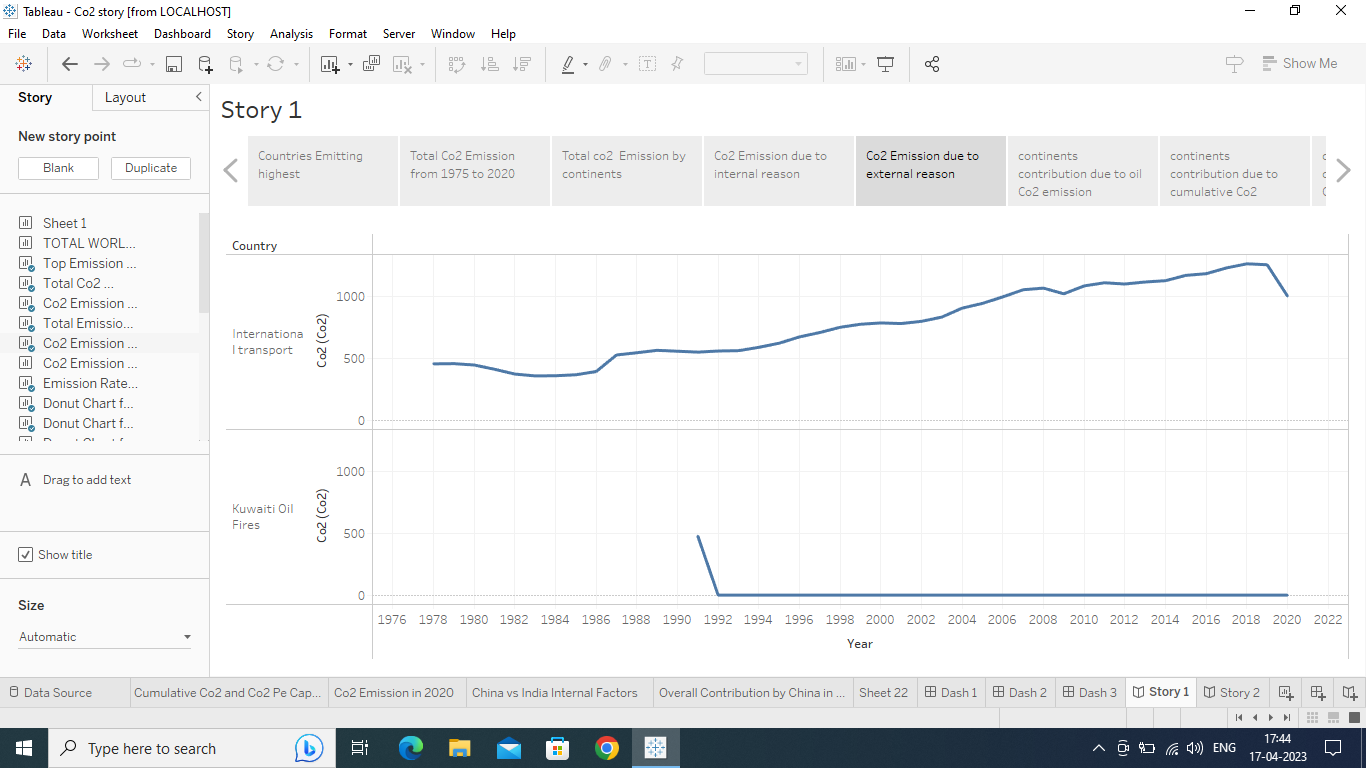 Tableau - Co2 story [from LOCALHOST]
File Data Worksheet Dashboard Story Analysis Format Server Window Help
Show Me
Story Layout
New story point
Blank Duplicate
Sheet 1
TOTAL WORL...
Top Emission ...
Total Co2 ...
Co2 Emission ...
Total Emissio...
Co2 Emission ...
Co2 Emission ...
Emission Rate...
Donut Chart f...
Donut Chart f...
A Drag to add text
Show title
Size
Automatic
Story 1
Countries Emitting
highest
Total Co2 Emission
from 1975 to 2020
Total co2 Emission by
continents
Co2 Emission due to
internal reason
Co2 Emission due to
external reason
continents
contribution due to oil
Co2 emission
continents
contribution due to
cumulative Co2
Country
Internationa
l transport
Co2 (Co2)
1000
500
0
Kuwaiti Oil
Fires
Co2 (Co2)
1000
500
0
1976 1978 1980 1982 1984 1986 1988 1990 1992 1994 1996 1998 2000 2002 2004 2006 2008 2010 2012 2014 2016 2018 2020 2022
Year
Data Source Cumulative Co2 and Co2 Pe Cap... Co2 Emission in 2020 China vs India Internal Factors Overall Contribution by China in ... Sheet 22 Dash 1 Dash 2 Dash 3 Story 1 Story 2
Type here to search
ENG
17:44
17-04-2023